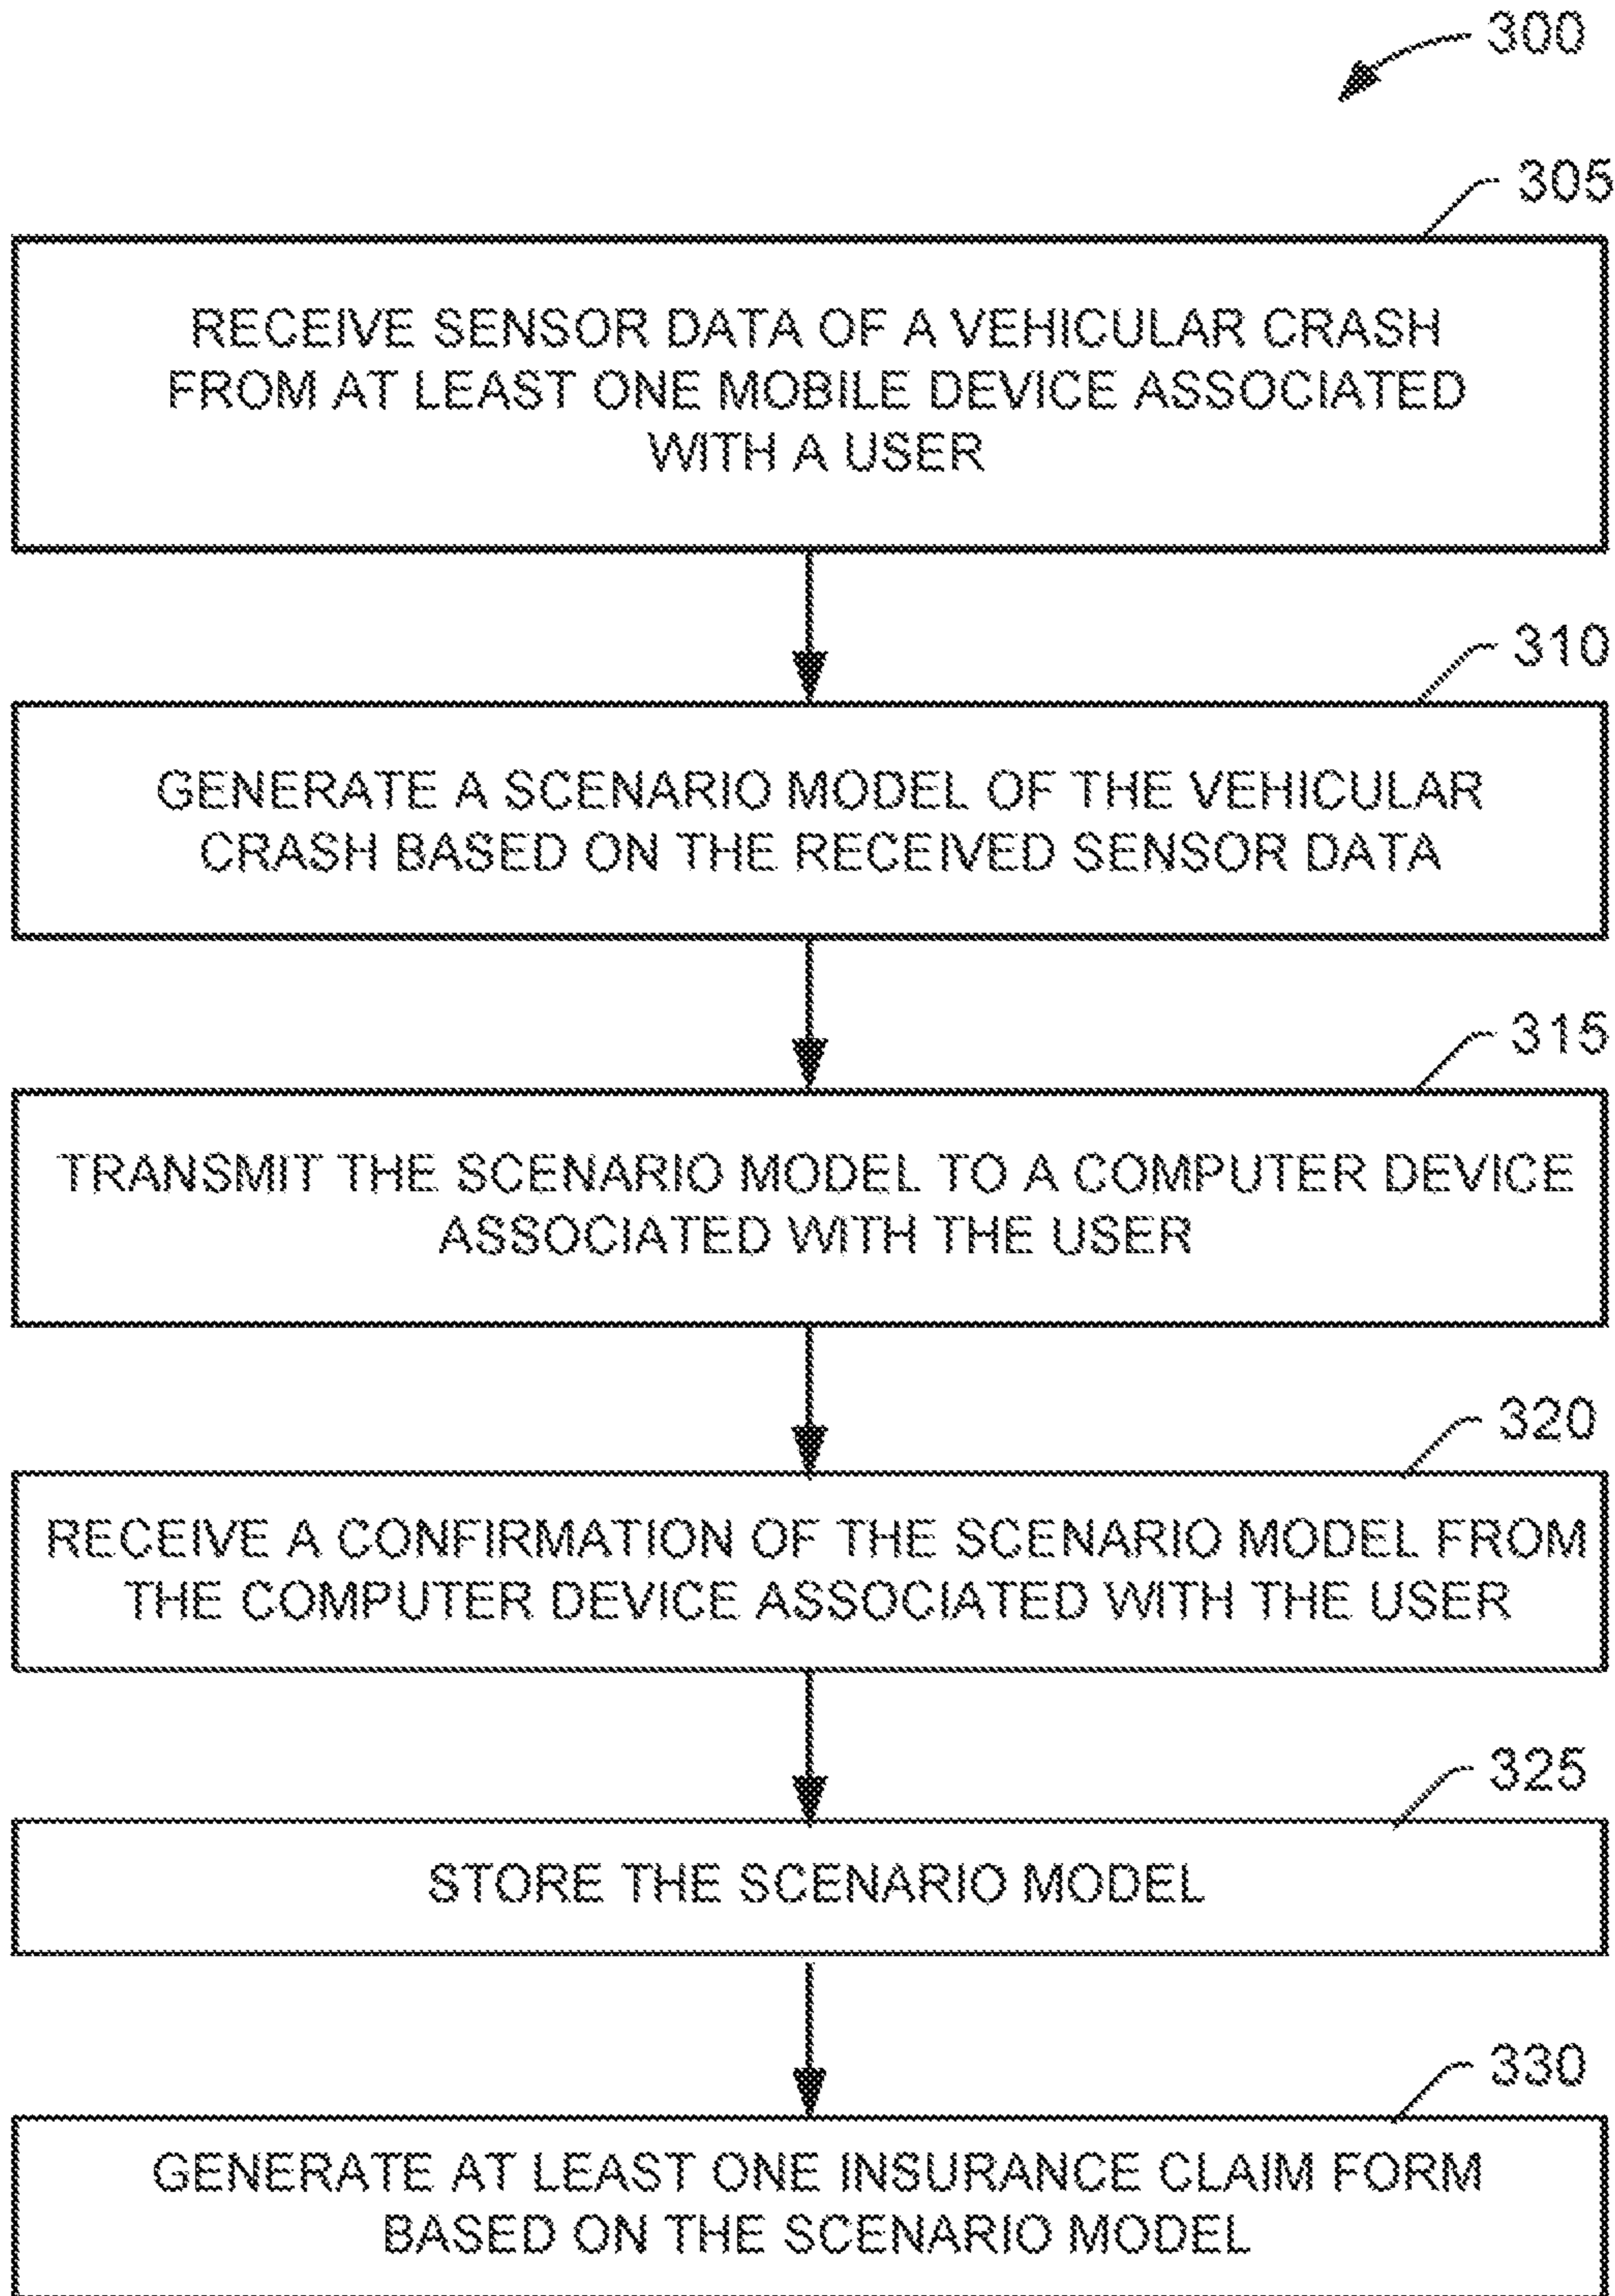 300
305
RECEIVE SENSOR DATA OF A VEHICULAR CRASH
FROM AT LEAST ONE MOBILE DEVICE ASSOCIATED
WITH A USER
310
GENERATE A SCENARIO MODEL OF THE VEHICULAR
CRASH BASED ON THE RECEIVED SENSOR DATA
315
TRANSMIT THE SCENARIO MODEL TO A COMPUTER DEVICE
ASSOCIATED WITH THE USER
320
RECEIVE A CONFIRMATION OF THE SCENARIO MODEL FROM
THE COMPUTER DEVICE ASSOCIATED WITH THE USER
325
STORE THE SCENARIO MODEL
330
GENERATE AT LEAST ONE INSURANCE CLAIM FORM
BASED ON THE SCENARIO MODEL